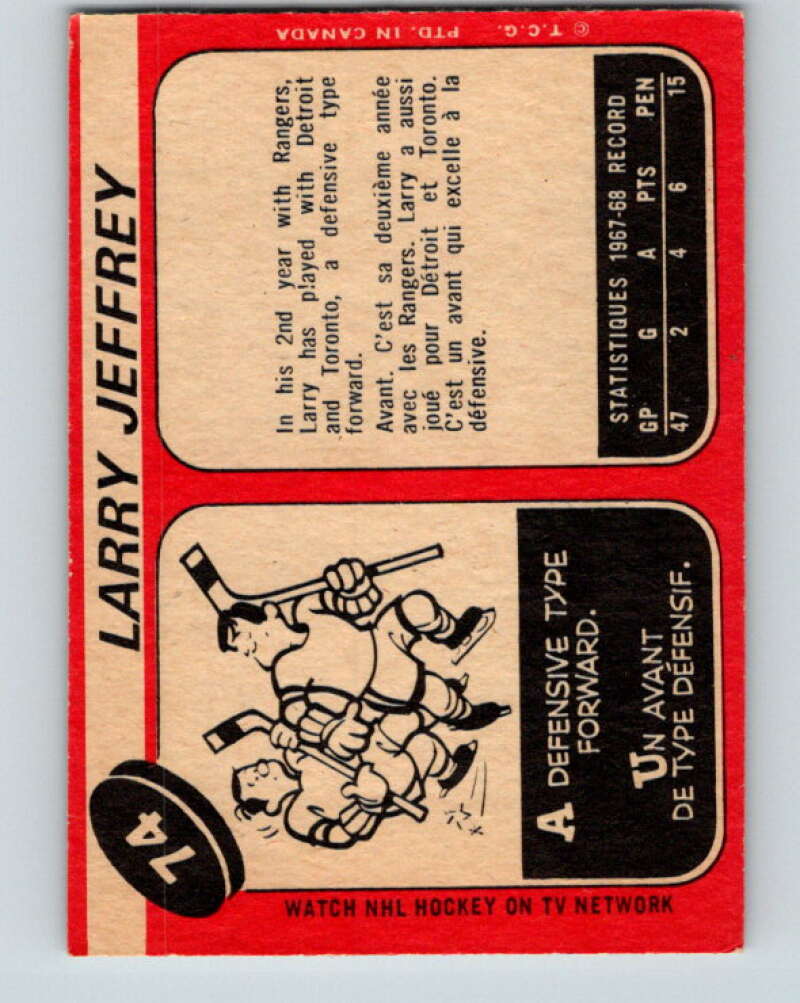 LARRY JEFFREY
74
A DEFENSIVE TYPE
FORWARD.
UN AVANT
DE TYPE DÉFENSIF.
In his 2nd year with Rangers,
Larry has played with Detroit
and Toronto, a defensive type
forward.
Avant. C'est sa deuxième année
avec les Rangers. Larry a aussi
joué pour Détroit et Toronto.
C'est un avant qui excelle à la
défensive.
STATISTIQUES 1967-68 RECORD
GP G A PTS PEN
47 2 4 6 15
WATCH NHL HOCKEY ON TV NETWORK
© T.C.G. PTD. IN CANADA